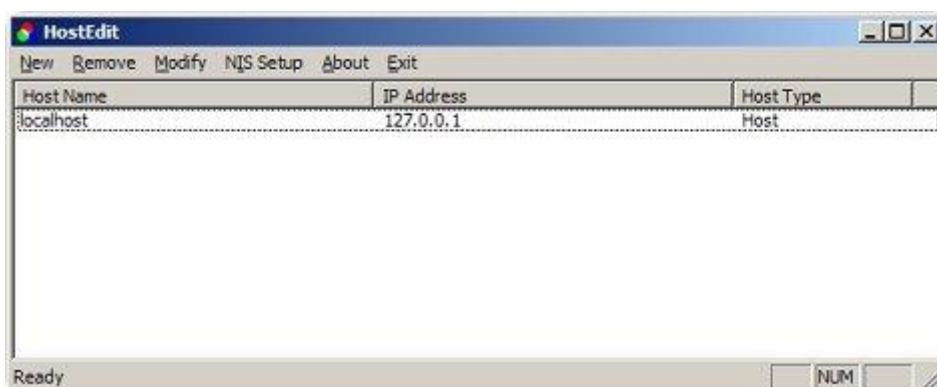 HostEdit
New Remove Modify NIS Setup About Exit
Host Name IP Address Host Type
localhost 127.0.0.1 Host
Ready NUM